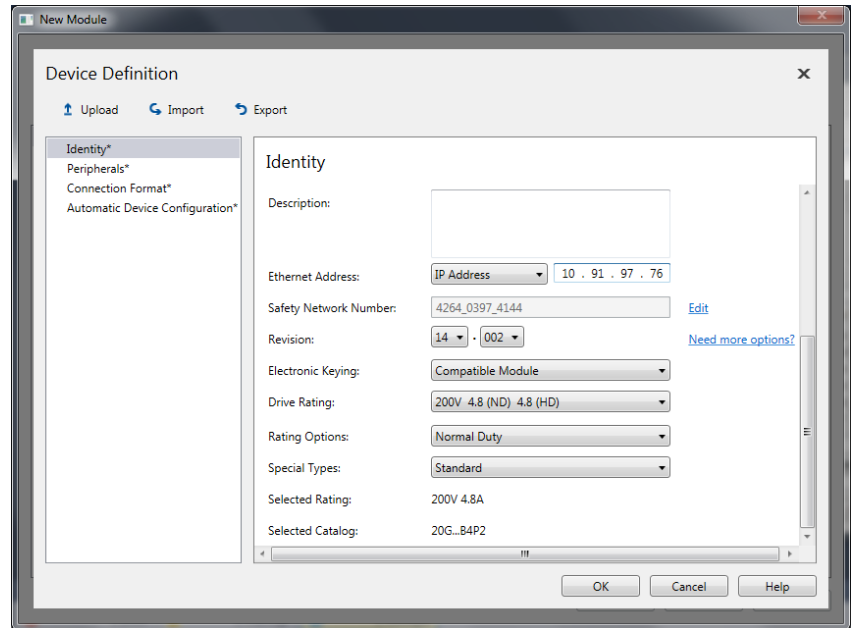 New Module
Device Definition
Upload Import Export
Identity*
Peripherals*
Connection Format*
Automatic Device Configuration*
Identity
Description:
Ethernet Address: IP Address 10 . 91 . 97 . 76
Safety Network Number: 4264_0397_4144 Edit
Revision: 14 . 002 Need more options?
Electronic Keying: Compatible Module
Drive Rating: 200V 4.8 (ND) 4.8 (HD)
Rating Options: Normal Duty
Special Types: Standard
Selected Rating: 200V 4.8A
Selected Catalog: 20G...B4P2
OK Cancel Help